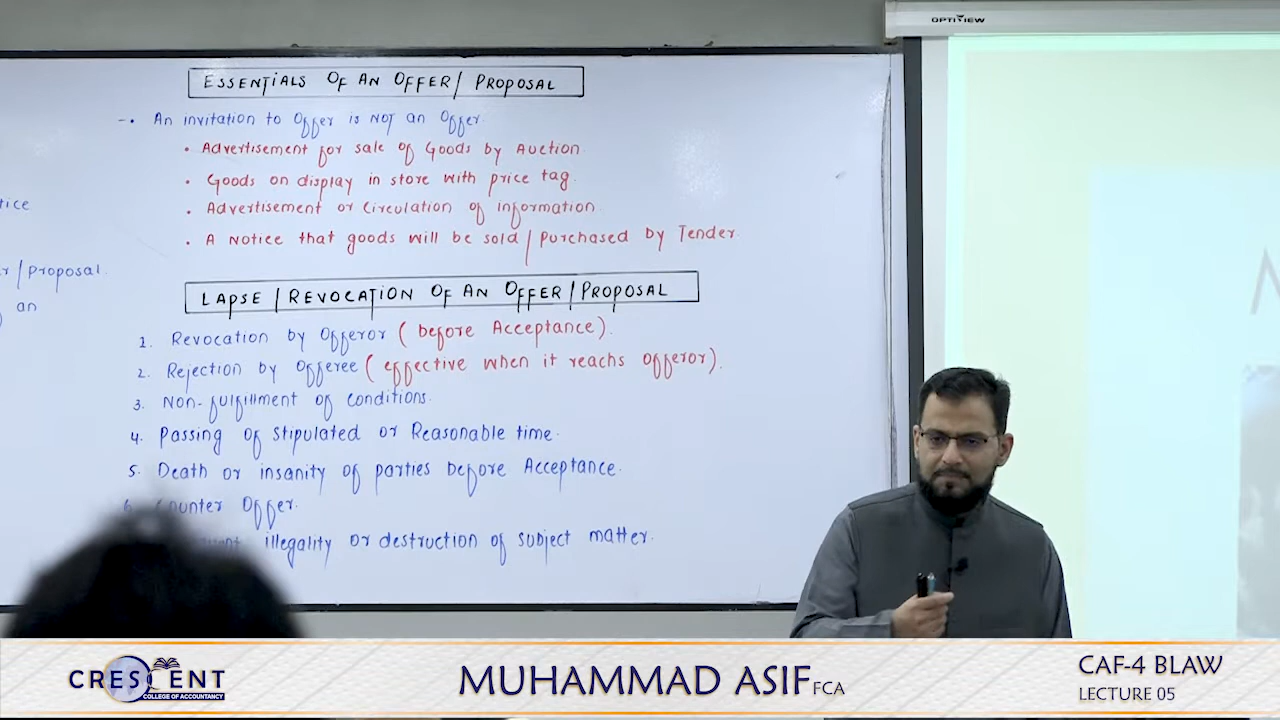 OPTIVIEW
ESSENTIALS OF AN OFFER / PROPOSAL
-• An invitation to Offer is NOT an Offer.
• Advertisement for sale of Goods by Auction.
• Goods on display in store with price tag.
• Advertisement or Circulation of information.
• A Notice that goods will be sold / purchased by Tender.
tice
r / Proposal.
an
LAPSE / REVOCATION OF AN OFFER / PROPOSAL
1. Revocation by Offeror ( before Acceptance ).
2. Rejection by Offeree ( effective when it reachs offeror ).
3. Non-fulfillment of conditions.
4. Passing of stipulated or Reasonable time.
5. Death or insanity of parties before Acceptance.
6. Counter Offer.
illegality or destruction of subject matter.
CRESCENT
COLLEGE OF ACCOUNTANCY
MUHAMMAD ASIF FCA
CAF-4 BLAW
LECTURE 05